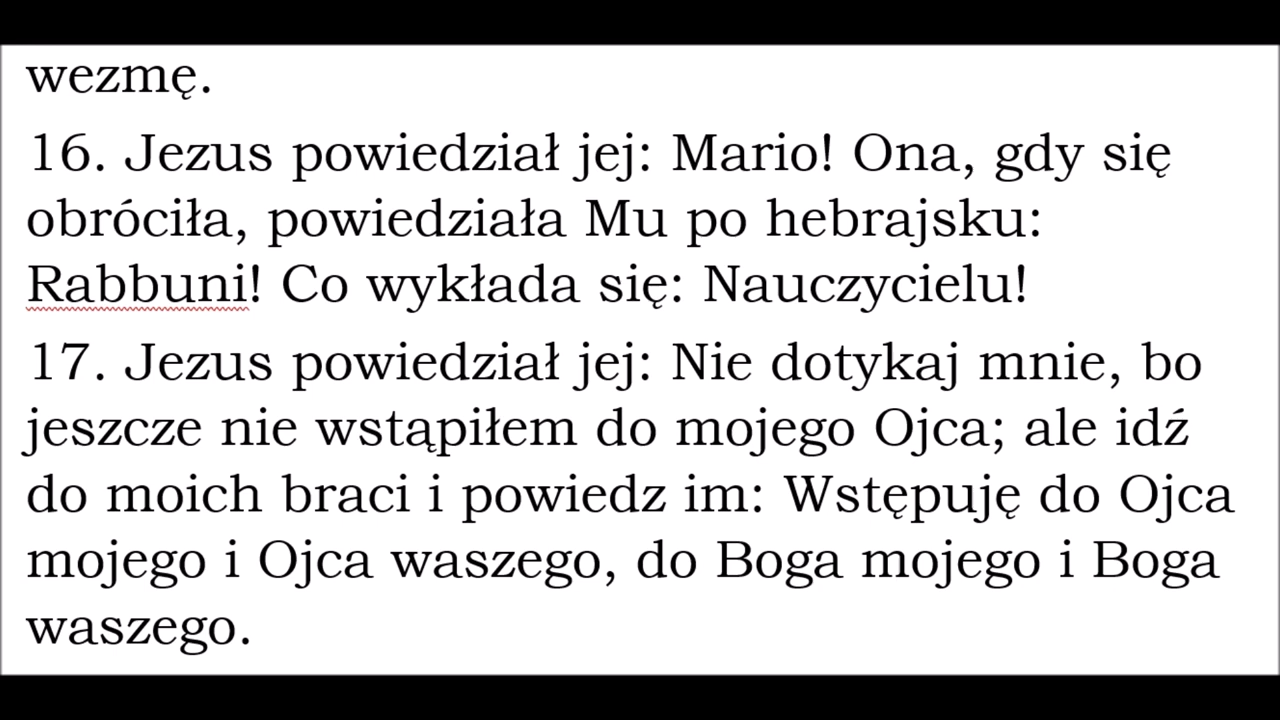 wezmę.
16. Jezus powiedział jej: Mario! Ona, gdy się
obróciła, powiedziała Mu po hebrajsku:
Rabbuni! Co wykłada się: Nauczycielu!
17. Jezus powiedział jej: Nie dotykaj mnie, bo
jeszcze nie wstąpiłem do mojego Ojca; ale idź
do moich braci i powiedz im: Wstępuję do Ojca
mojego i Ojca waszego, do Boga mojego i Boga
waszego.